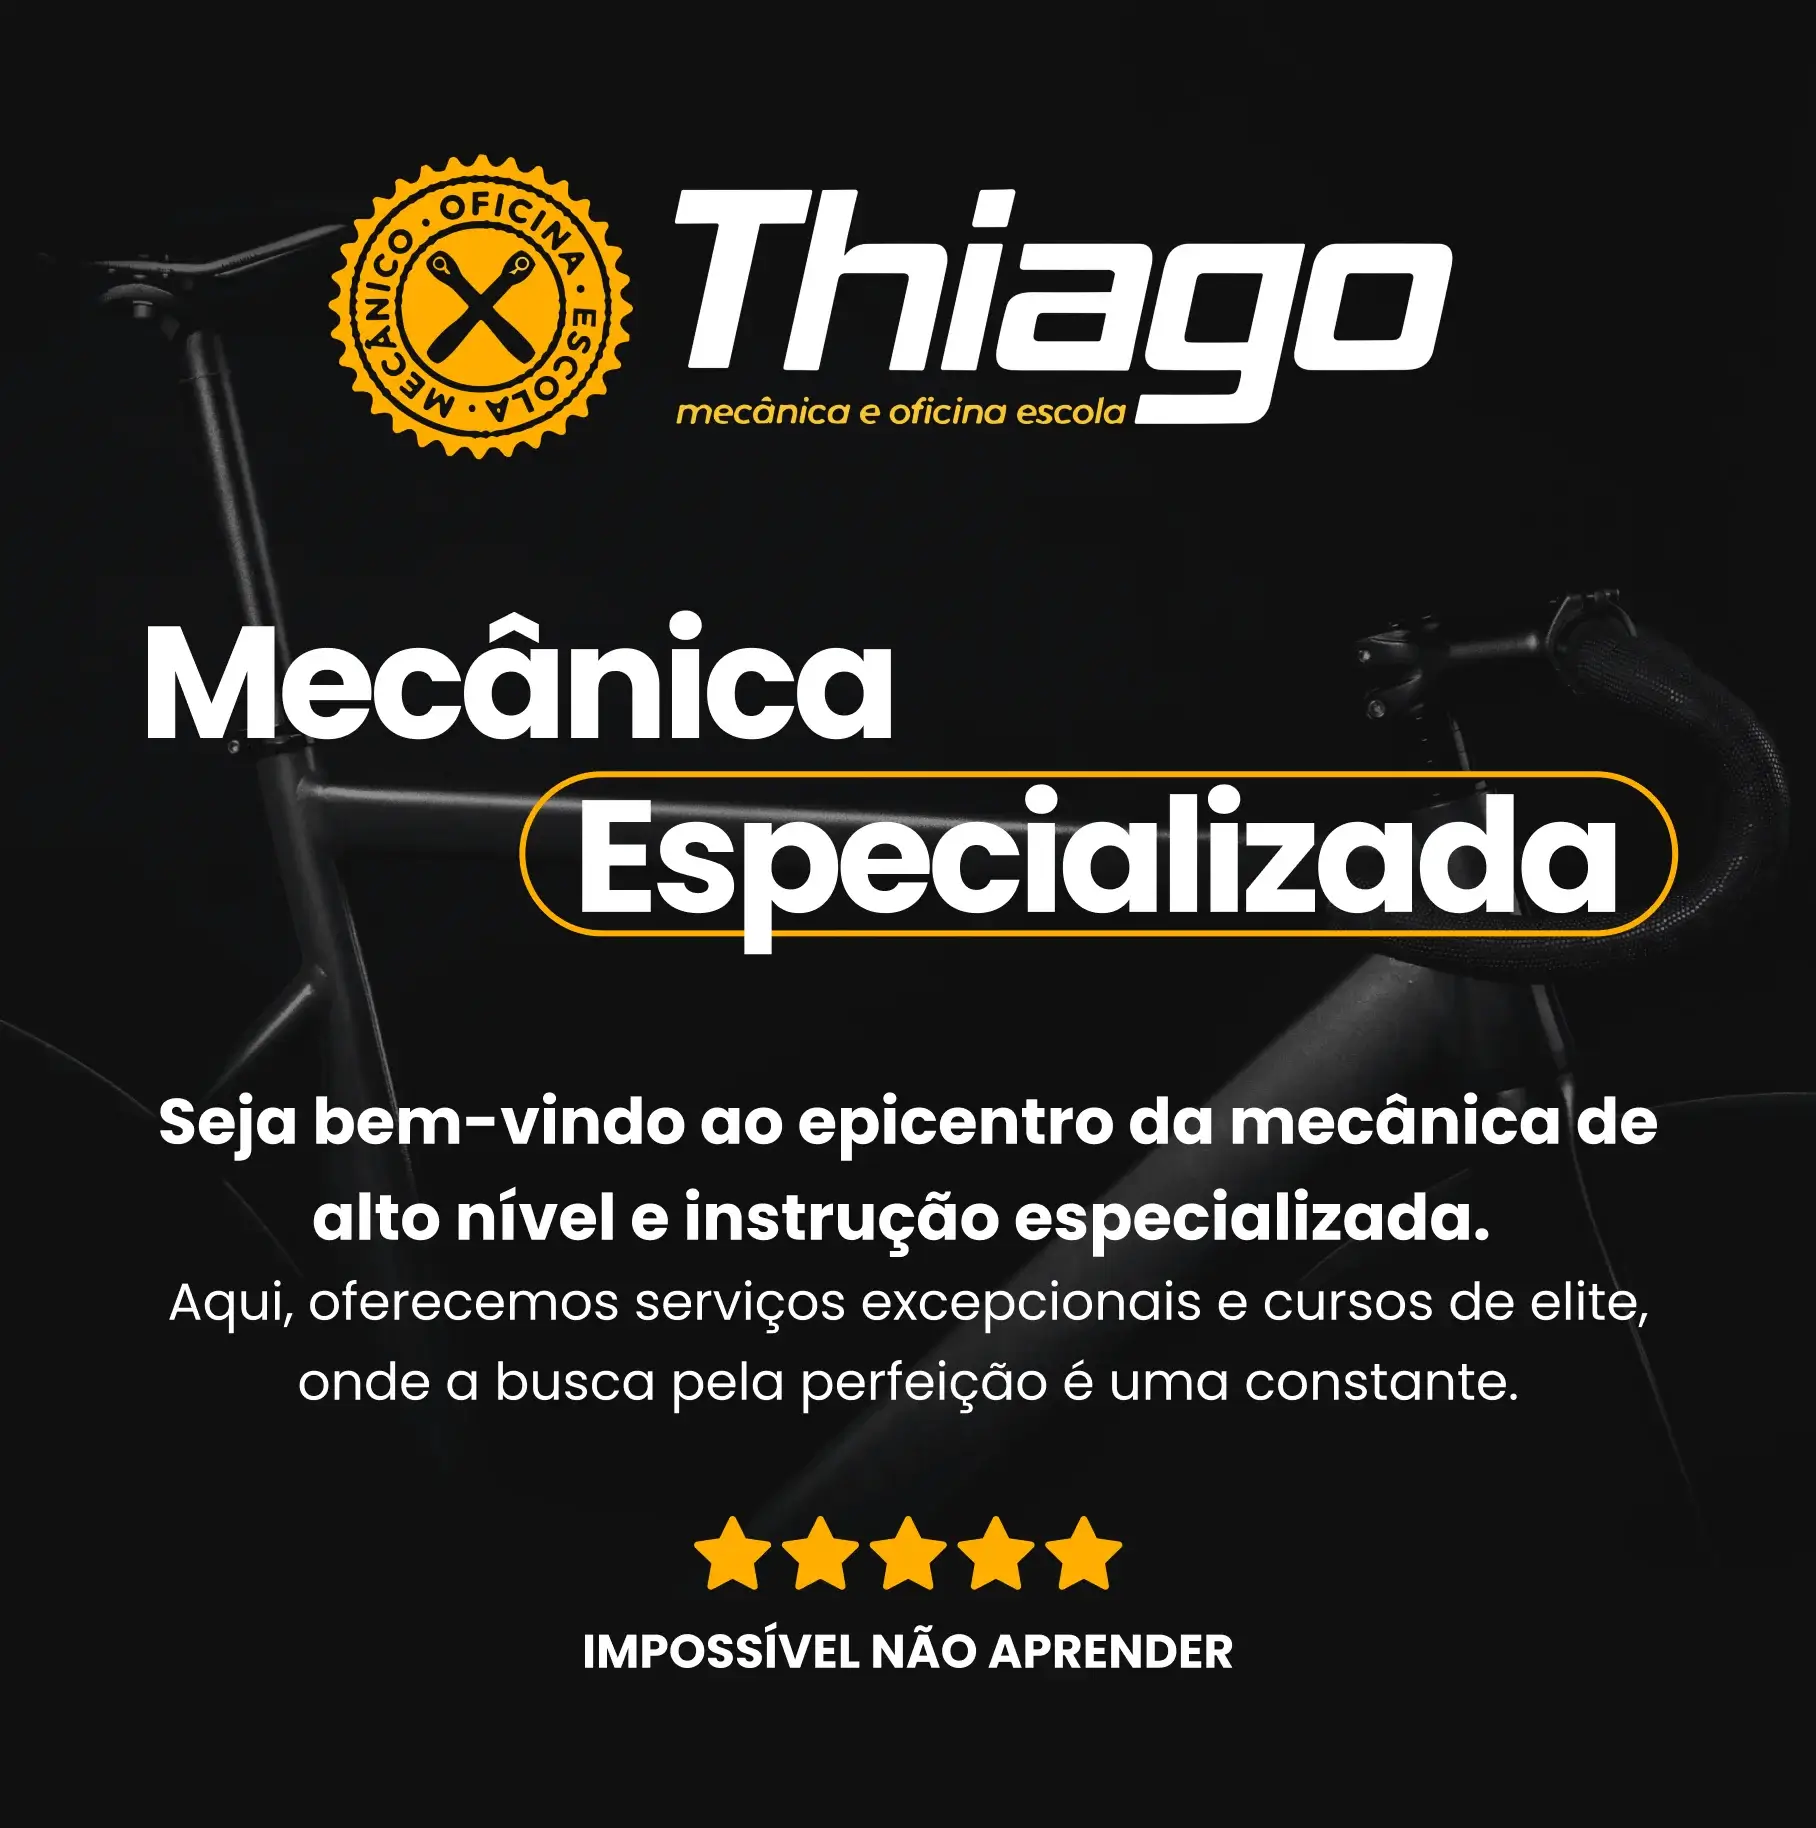 OFICINA · ESCOLA · MECÂNICO ·
Thiago
mecânica e oficina escola
Mecânica
Especializada
Seja bem-vindo ao epicentro da mecânica de
alto nível e instrução especializada.
Aqui, oferecemos serviços excepcionais e cursos de elite,
onde a busca pela perfeição é uma constante.
IMPOSSÍVEL NÃO APRENDER